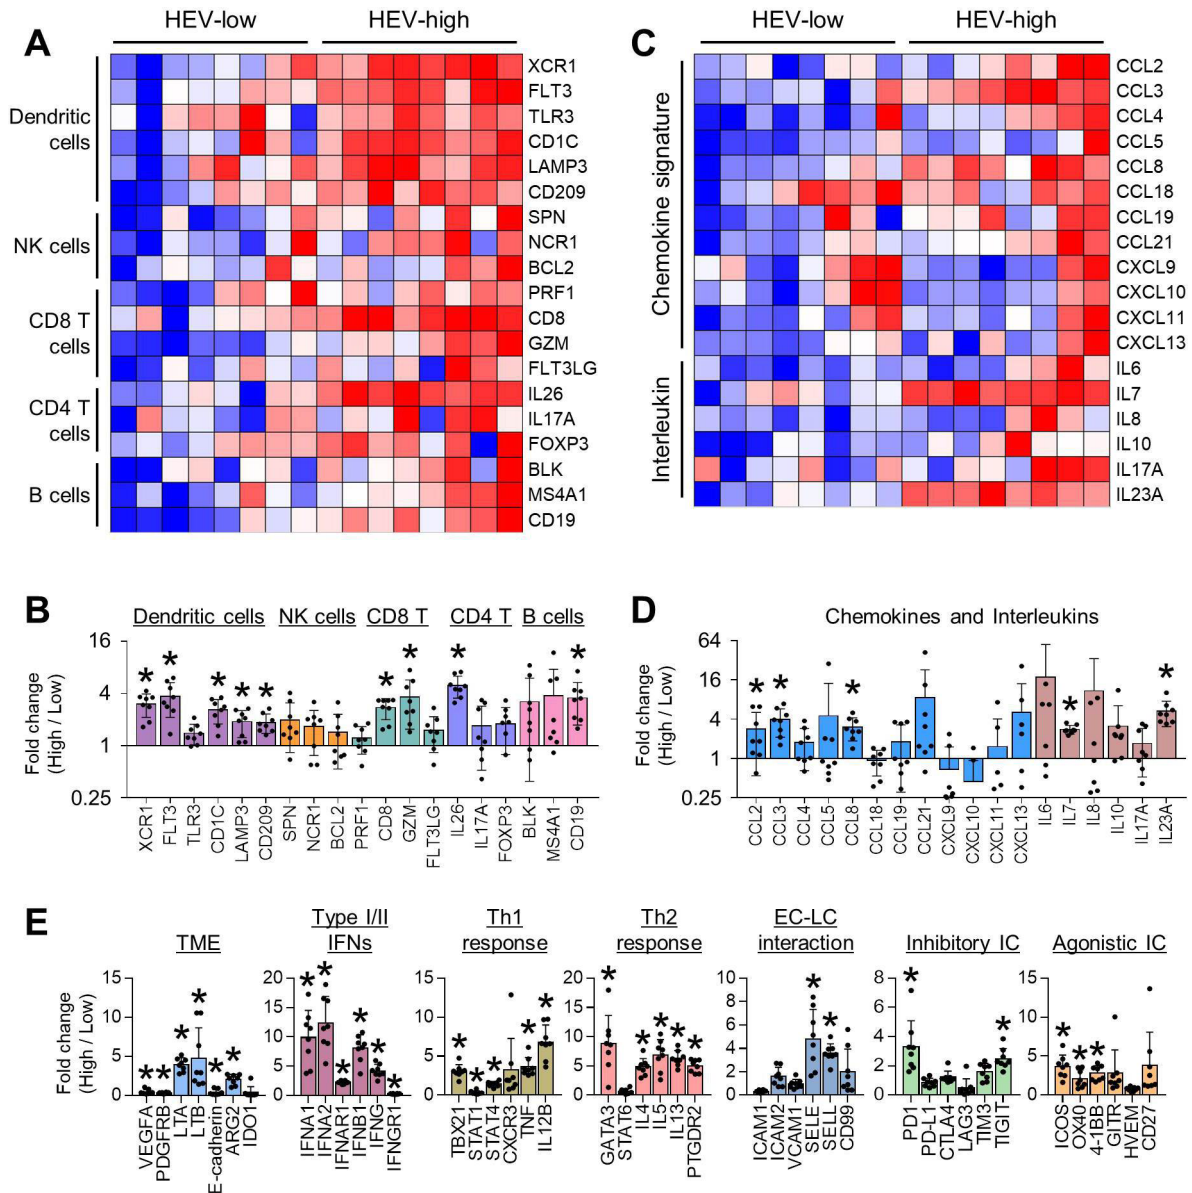 A
HEV-low
HEV-high
Dendritic
cells
NK cells
CD8 T
cells
CD4 T
cells
B cells
XCR1
FLT3
TLR3
CD1C
LAMP3
CD209
SPN
NCR1
BCL2
PRF1
CD8
GZM
FLT3LG
IL26
IL17A
FOXP3
BLK
MS4A1
CD19
C
HEV-low
HEV-high
Chemokine signature
Interleukin
CCL2
CCL3
CCL4
CCL5
CCL8
CCL18
CCL19
CCL21
CXCL9
CXCL10
CXCL11
CXCL13
IL6
IL7
IL8
IL10
IL17A
IL23A
B
Dendritic cells
NK cells
CD8 T
CD4 T
B cells
Fold change
(High / Low)
16
4
1
0.25
* * * * * * * * *
XCR1
FLT3
TLR3
CD1C
LAMP3
CD209
SPN
NCR1
BCL2
PRF1
CD8
GZM
FLT3LG
IL26
IL17A
FOXP3
BLK
MS4A1
CD19
D
Chemokines and Interleukins
Fold change
(High / Low)
64
16
4
1
0.25
* * * * *
CCL2
CCL3
CCL4
CCL5
CCL8
CCL18
CCL19
CCL21
CXCL9
CXCL10
CXCL11
CXCL13
IL6
IL7
IL8
IL10
IL17A
IL23A
E
TME
Fold change
(High / Low)
15
10
5
0
* * * * * *
VEGFA
PDGFRB
LTA
LTB
E-cadherin
ARG2
IDO1
Type I/II
IFNs
20
15
10
5
0
* * * * * *
IFNA1
IFNA2
IFNAR1
IFNB1
IFNG
IFNGR1
Th1
response
15
10
5
0
* * * * *
TBX21
STAT1
STAT4
CXCR3
TNF
IL12B
Th2
response
20
15
10
5
0
* * * * *
GATA3
STAT6
IL4
IL5
IL13
PTGDR2
EC-LC
interaction
10
8
6
4
2
0
* *
ICAM1
ICAM2
VCAM1
SELE
SELL
CD99
Inhibitory IC
8
6
4
2
0
* *
PD1
PD-L1
CTLA4
LAG3
TIM3
TIGIT
Agonistic IC
15
10
5
0
* * *
ICOS
OX40
4-1BB
GITR
HVEM
CD27